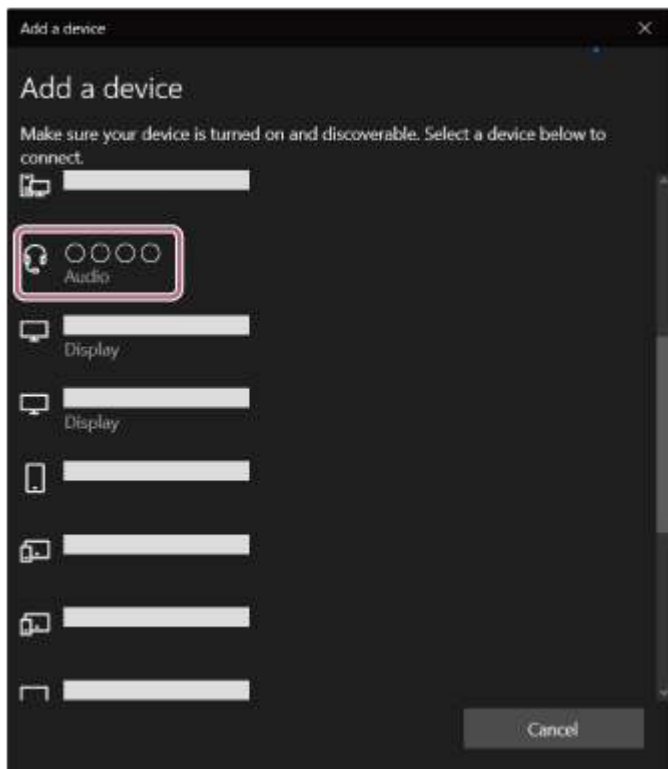 Add a device
Add a device
Make sure your device is turned on and discoverable. Select a device below to
connect.
○○○○
Audio
Display
Display
Cancel